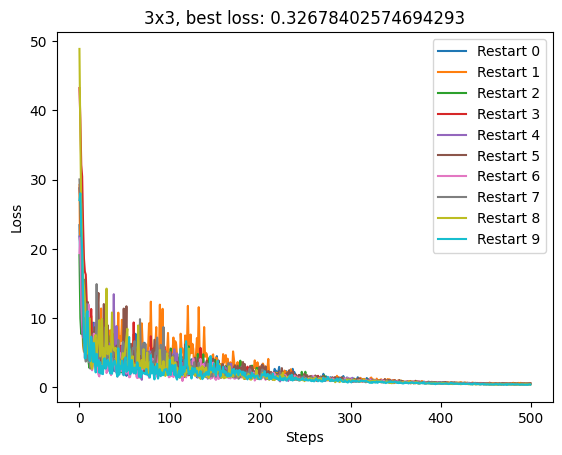 3x3, best loss: 0.32678402574694293
50
40
30
20
10
0
Loss
0
100
200
300
400
500
Steps
Restart 0
Restart 1
Restart 2
Restart 3
Restart 4
Restart 5
Restart 6
Restart 7
Restart 8
Restart 9